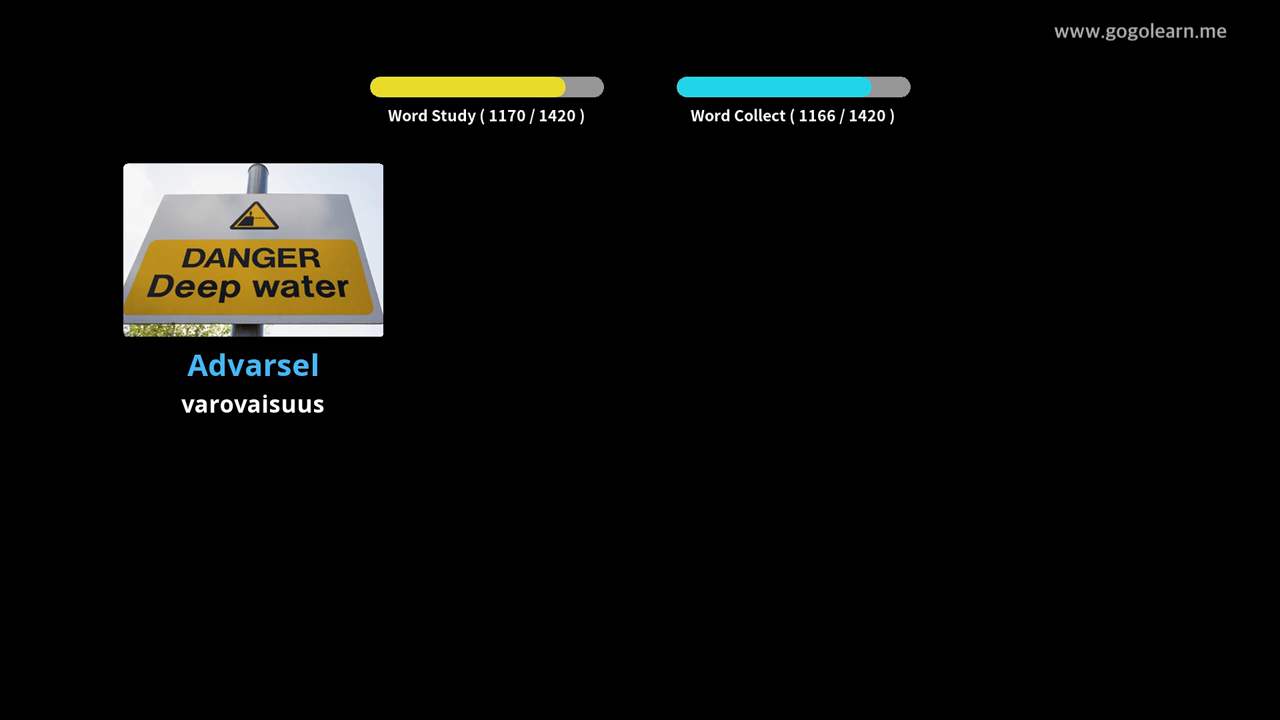 www.gogolearn.me
Word Study ( 1170 / 1420 )
Word Collect ( 1166 / 1420 )
DANGER
Deep water
Advarsel
varovaisuus